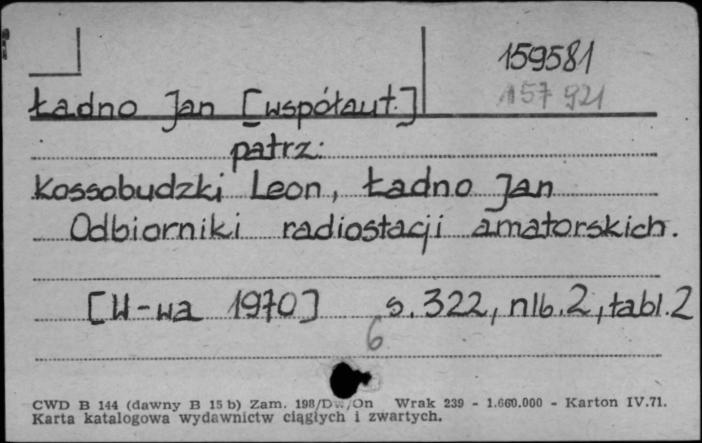 159581
157 921
Ładno Jan [współaut.]
patrz:
Kossobudzki Leon, Ładno Jan
Odbiorniki radiostacji amatorskich.
[W-wa 1970] s. 322, nlb. 2, tabl. 2
6
CWD B 144 (dawny B 15 b) Zam. 198/Dw/On Wrak 239 - 1.660.000 - Karton IV.71.
Karta katalogowa wydawnictw ciągłych i zwartych.